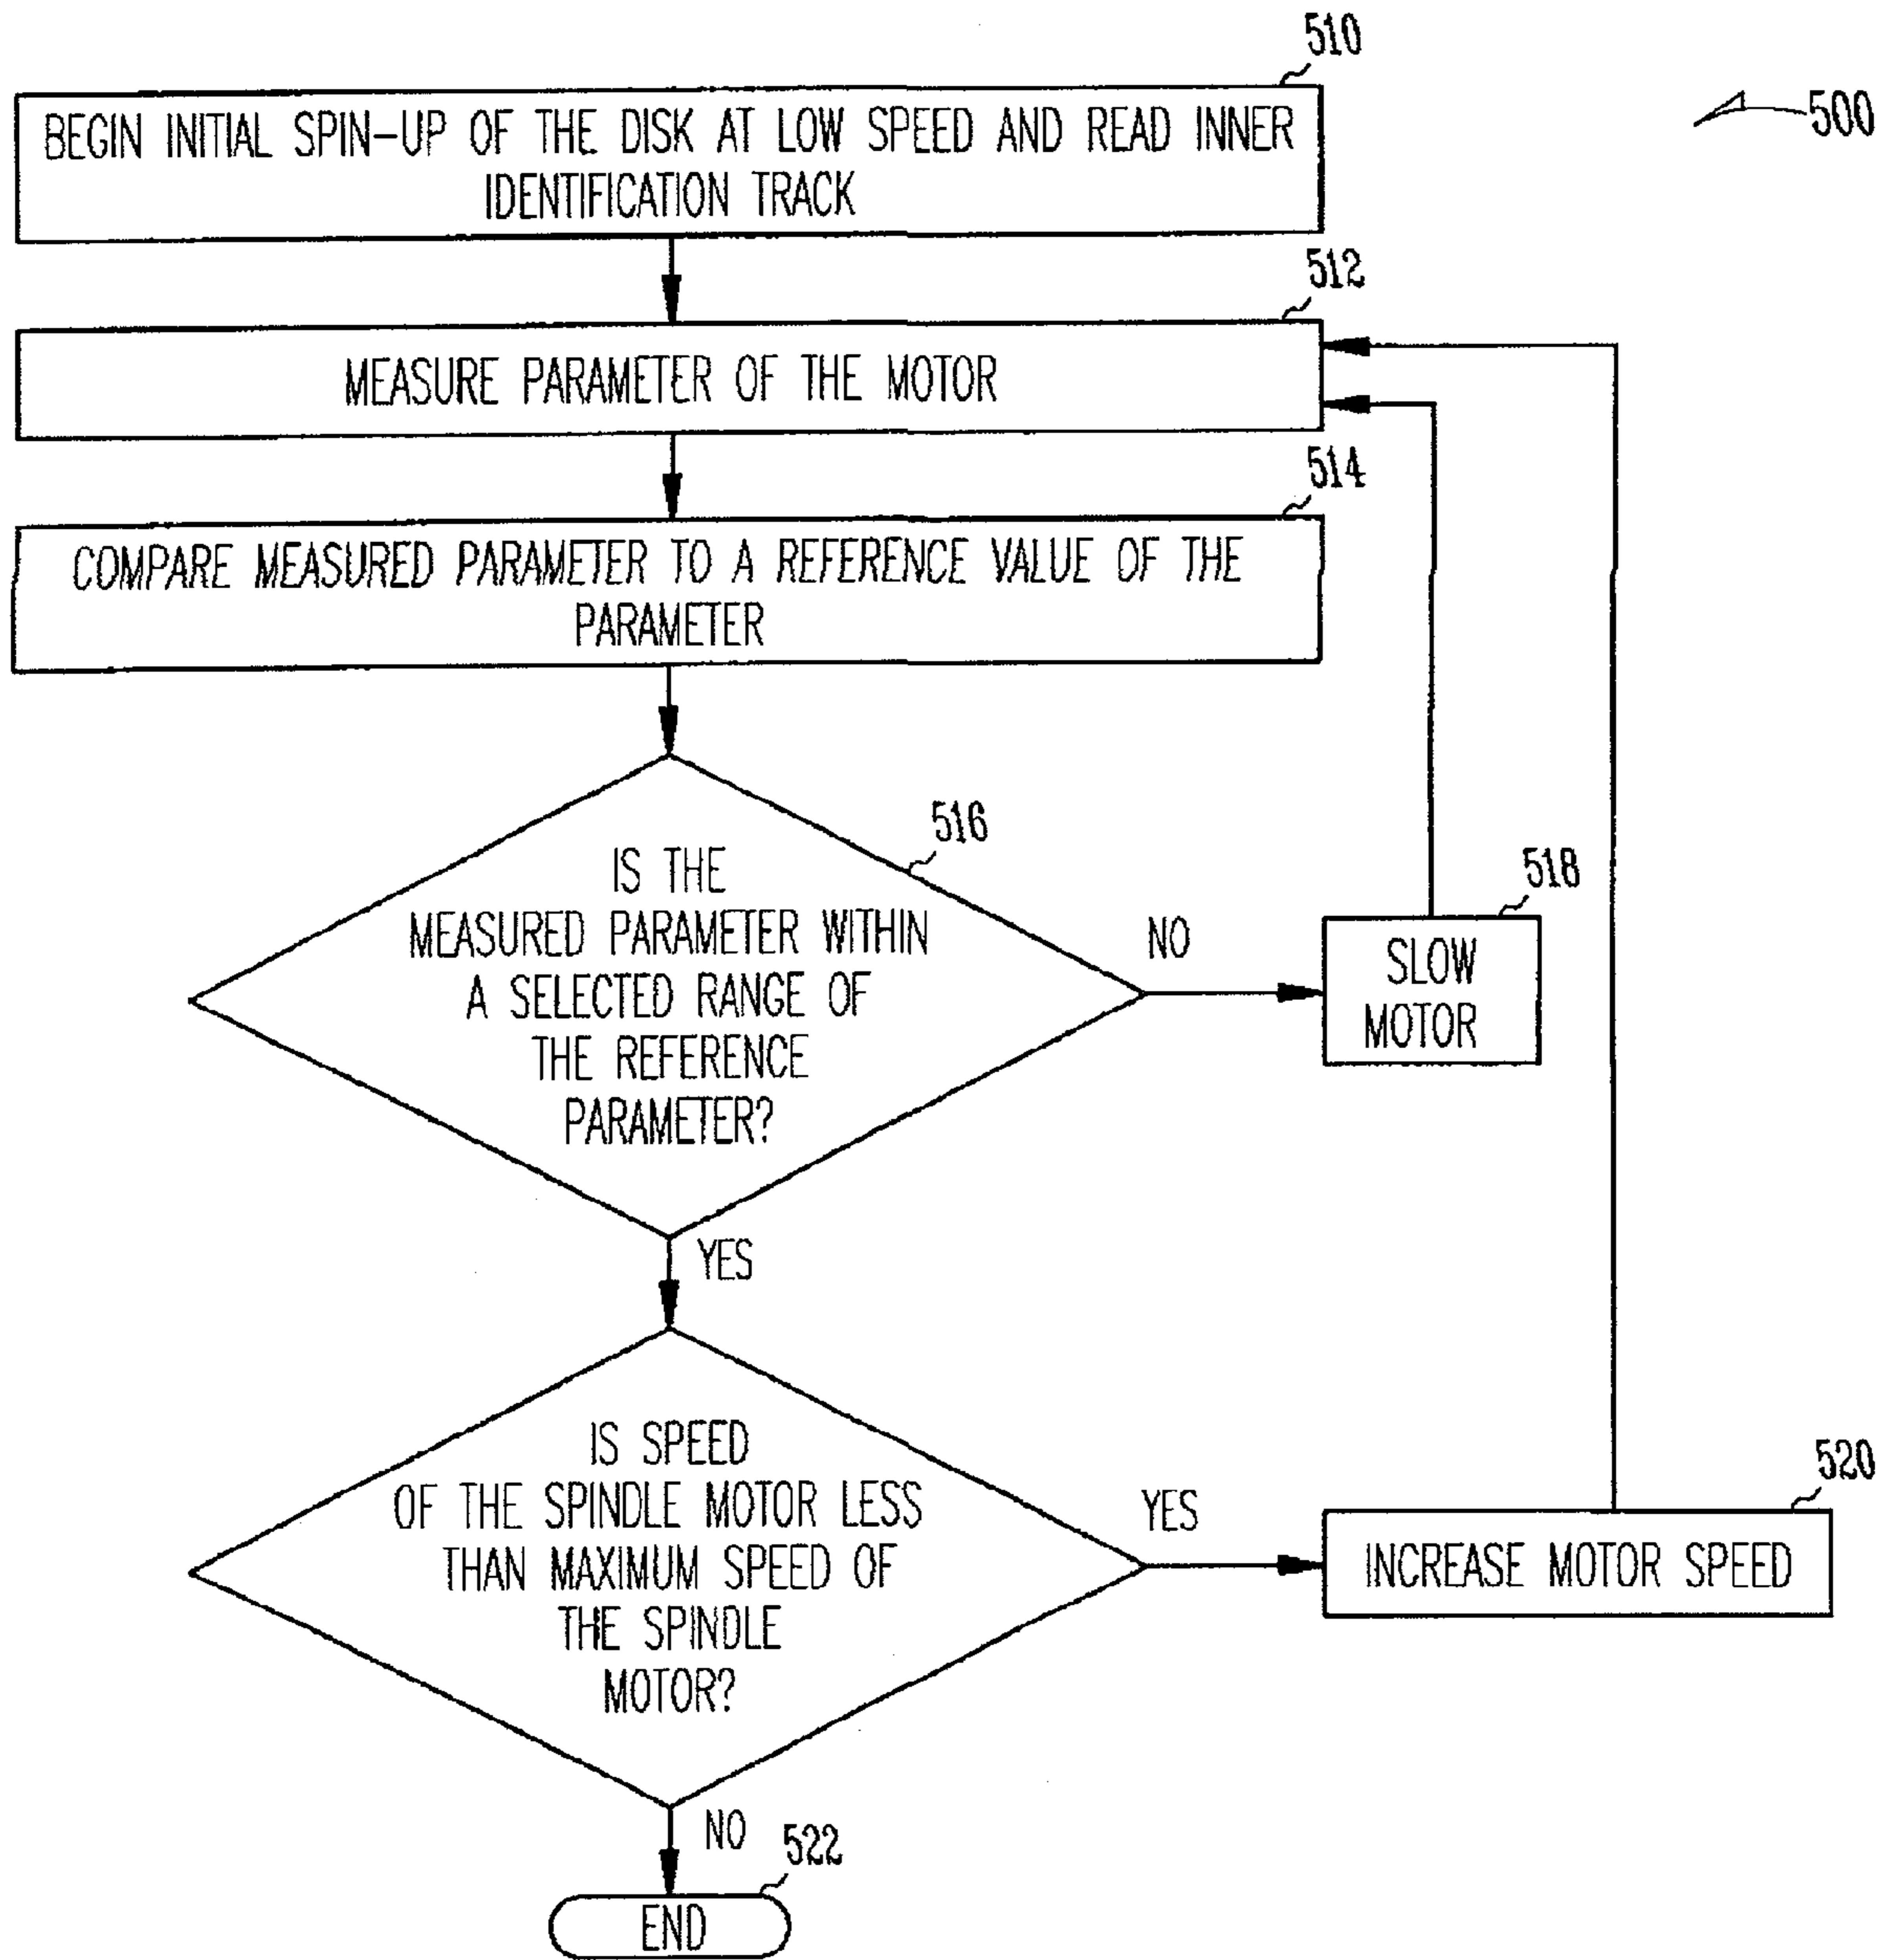 510
500
BEGIN INITIAL SPIN-UP OF THE DISK AT LOW SPEED AND READ INNER
IDENTIFICATION TRACK
512
MEASURE PARAMETER OF THE MOTOR
514
COMPARE MEASURED PARAMETER TO A REFERENCE VALUE OF THE
PARAMETER
516
IS THE
MEASURED PARAMETER WITHIN
A SELECTED RANGE OF
THE REFERENCE
PARAMETER?
NO
518
SLOW
MOTOR
YES
IS SPEED
OF THE SPINDLE MOTOR LESS
THAN MAXIMUM SPEED OF
THE SPINDLE
MOTOR?
YES
520
INCREASE MOTOR SPEED
NO
522
END